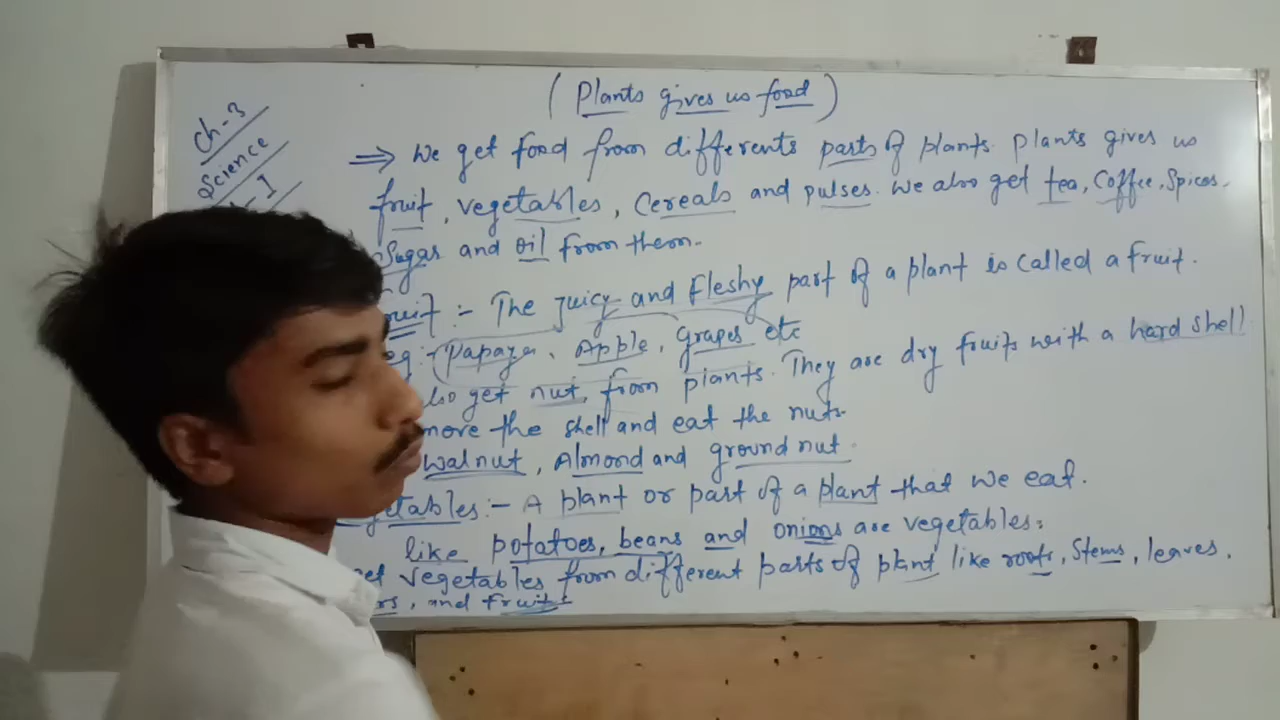 (Plants gives us food)
Ch-3
Science
I
⇒ We get food from differents parts of plants. Plants gives us
fruit, vegetables, cereals and pulses. We also get tea, Coffee, Spices,
Sugar and oil from them.
:- The Juicy and Fleshy part of a plant is called a fruit.
eg:- Papaya, Apple, Grapes etc
get nut, from plants. They are dry fruits with a hard shell
the shell and eat the nuts.
walnut, Almond and ground nut.
:- A plant or part of a plant that we eat.
like potatoes, beans and onions are vegetables.
vegetables from different parts of plant like roots, Stems, leaves,
, and fruits